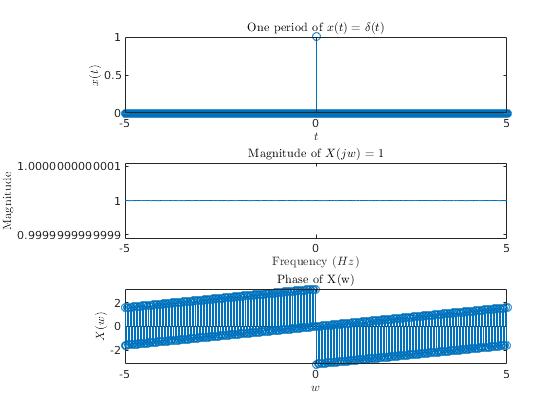 One period of x(t) = δ(t)
1
0.5
0
x(t)
-5 0 5
t
Magnitude of X(jw) = 1
1.0000000000001
1
0.9999999999999
Magnitude
-5 0 5
Frequency (Hz)
Phase of X(w)
2
0
-2
X(w)
-5 0 5
w